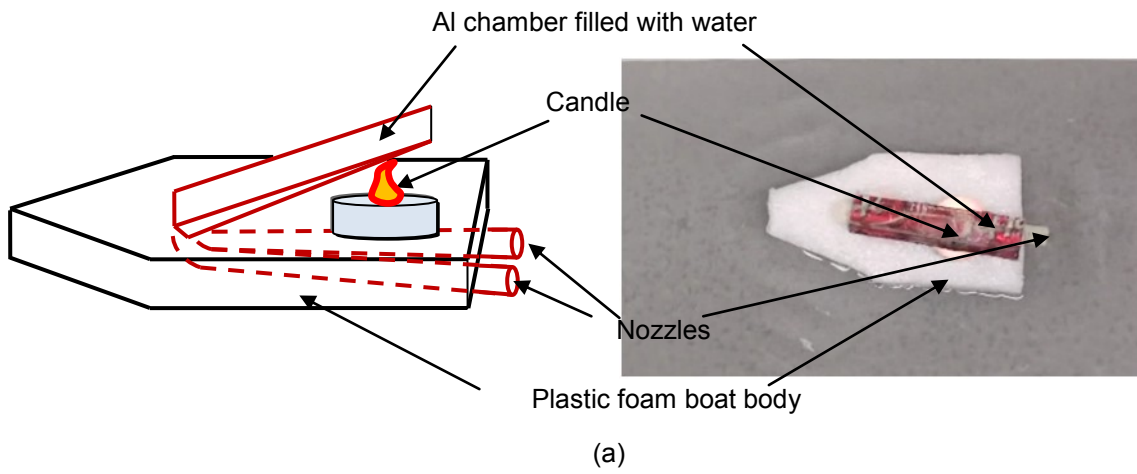 Al chamber filled with water
Candle
Nozzles
Plastic foam boat body
(a)